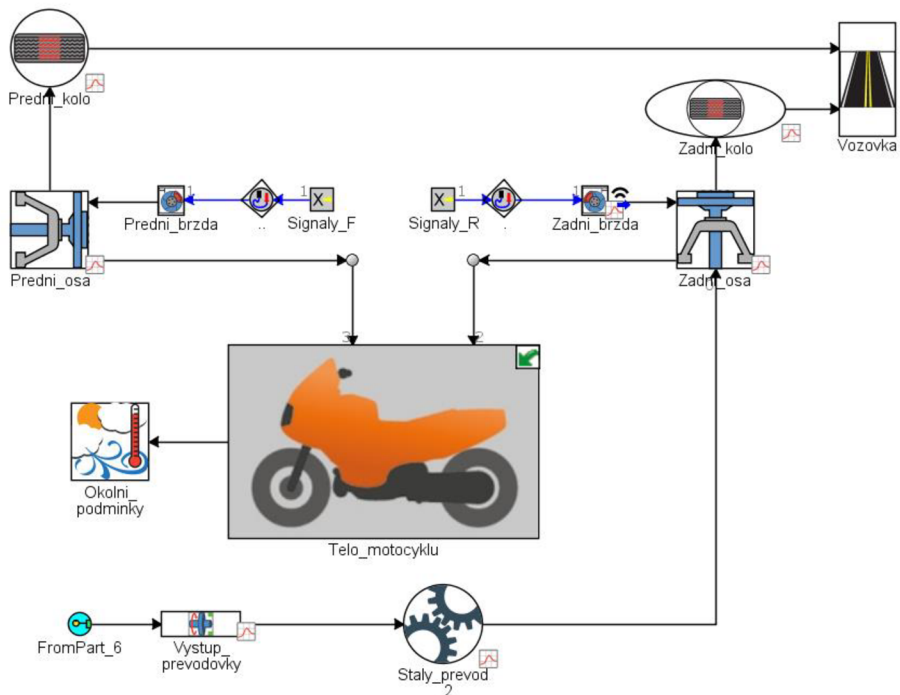 Predni_kolo
Zadni_kolo
Vozovka
1
1
1
1
Predni_brzda
..
Signaly_F
Signaly_R
.
Zadni_brzda
Predni_osa
Zadni_osa
3
2
Okolni_
podminky
Telo_motocyklu
FromPart_6
Vystup_
prevodovky
Staly_prevod
2